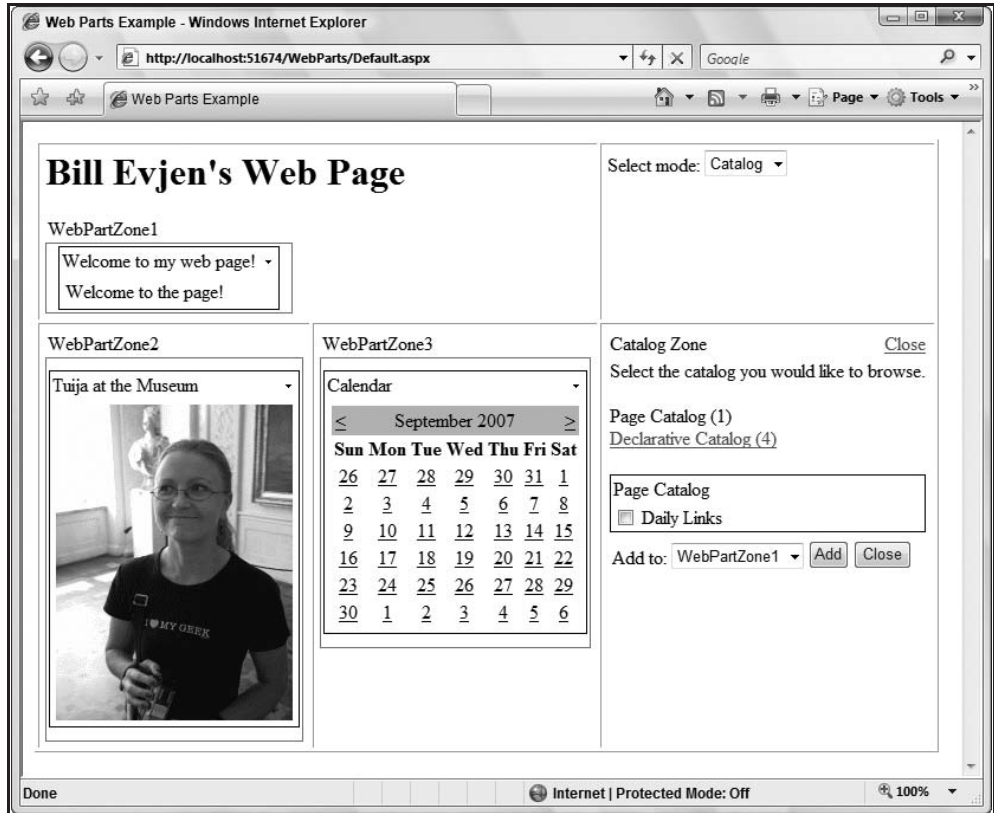 Web Parts Example - Windows Internet Explorer
http://localhost:51674/WebParts/Default.aspx
Google
Web Parts Example
Page
Tools
Bill Evjen's Web Page
Select mode: Catalog
WebPartZone1
Welcome to my web page!
Welcome to the page!
WebPartZone2
Tuija at the Museum
I ♥ MY GEEK
WebPartZone3
Calendar
< September 2007 >
Sun Mon Tue Wed Thu Fri Sat
26 27 28 29 30 31 1
2 3 4 5 6 7 8
9 10 11 12 13 14 15
16 17 18 19 20 21 22
23 24 25 26 27 28 29
30 1 2 3 4 5 6
Catalog Zone Close
Select the catalog you would like to browse.
Page Catalog (1)
Declarative Catalog (4)
Page Catalog
Daily Links
Add to: WebPartZone1 Add Close
Done
Internet | Protected Mode: Off
100%